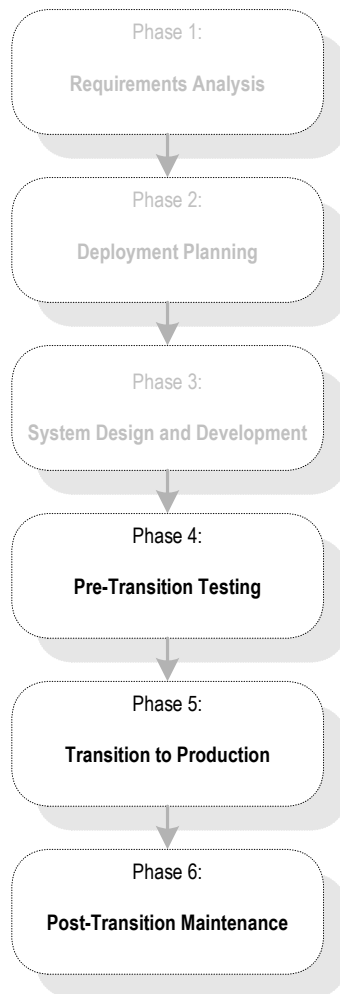 Phase 1:
Requirements Analysis
Phase 2:
Deployment Planning
Phase 3:
System Design and Development
Phase 4:
Pre-Transition Testing
Phase 5:
Transition to Production
Phase 6:
Post-Transition Maintenance